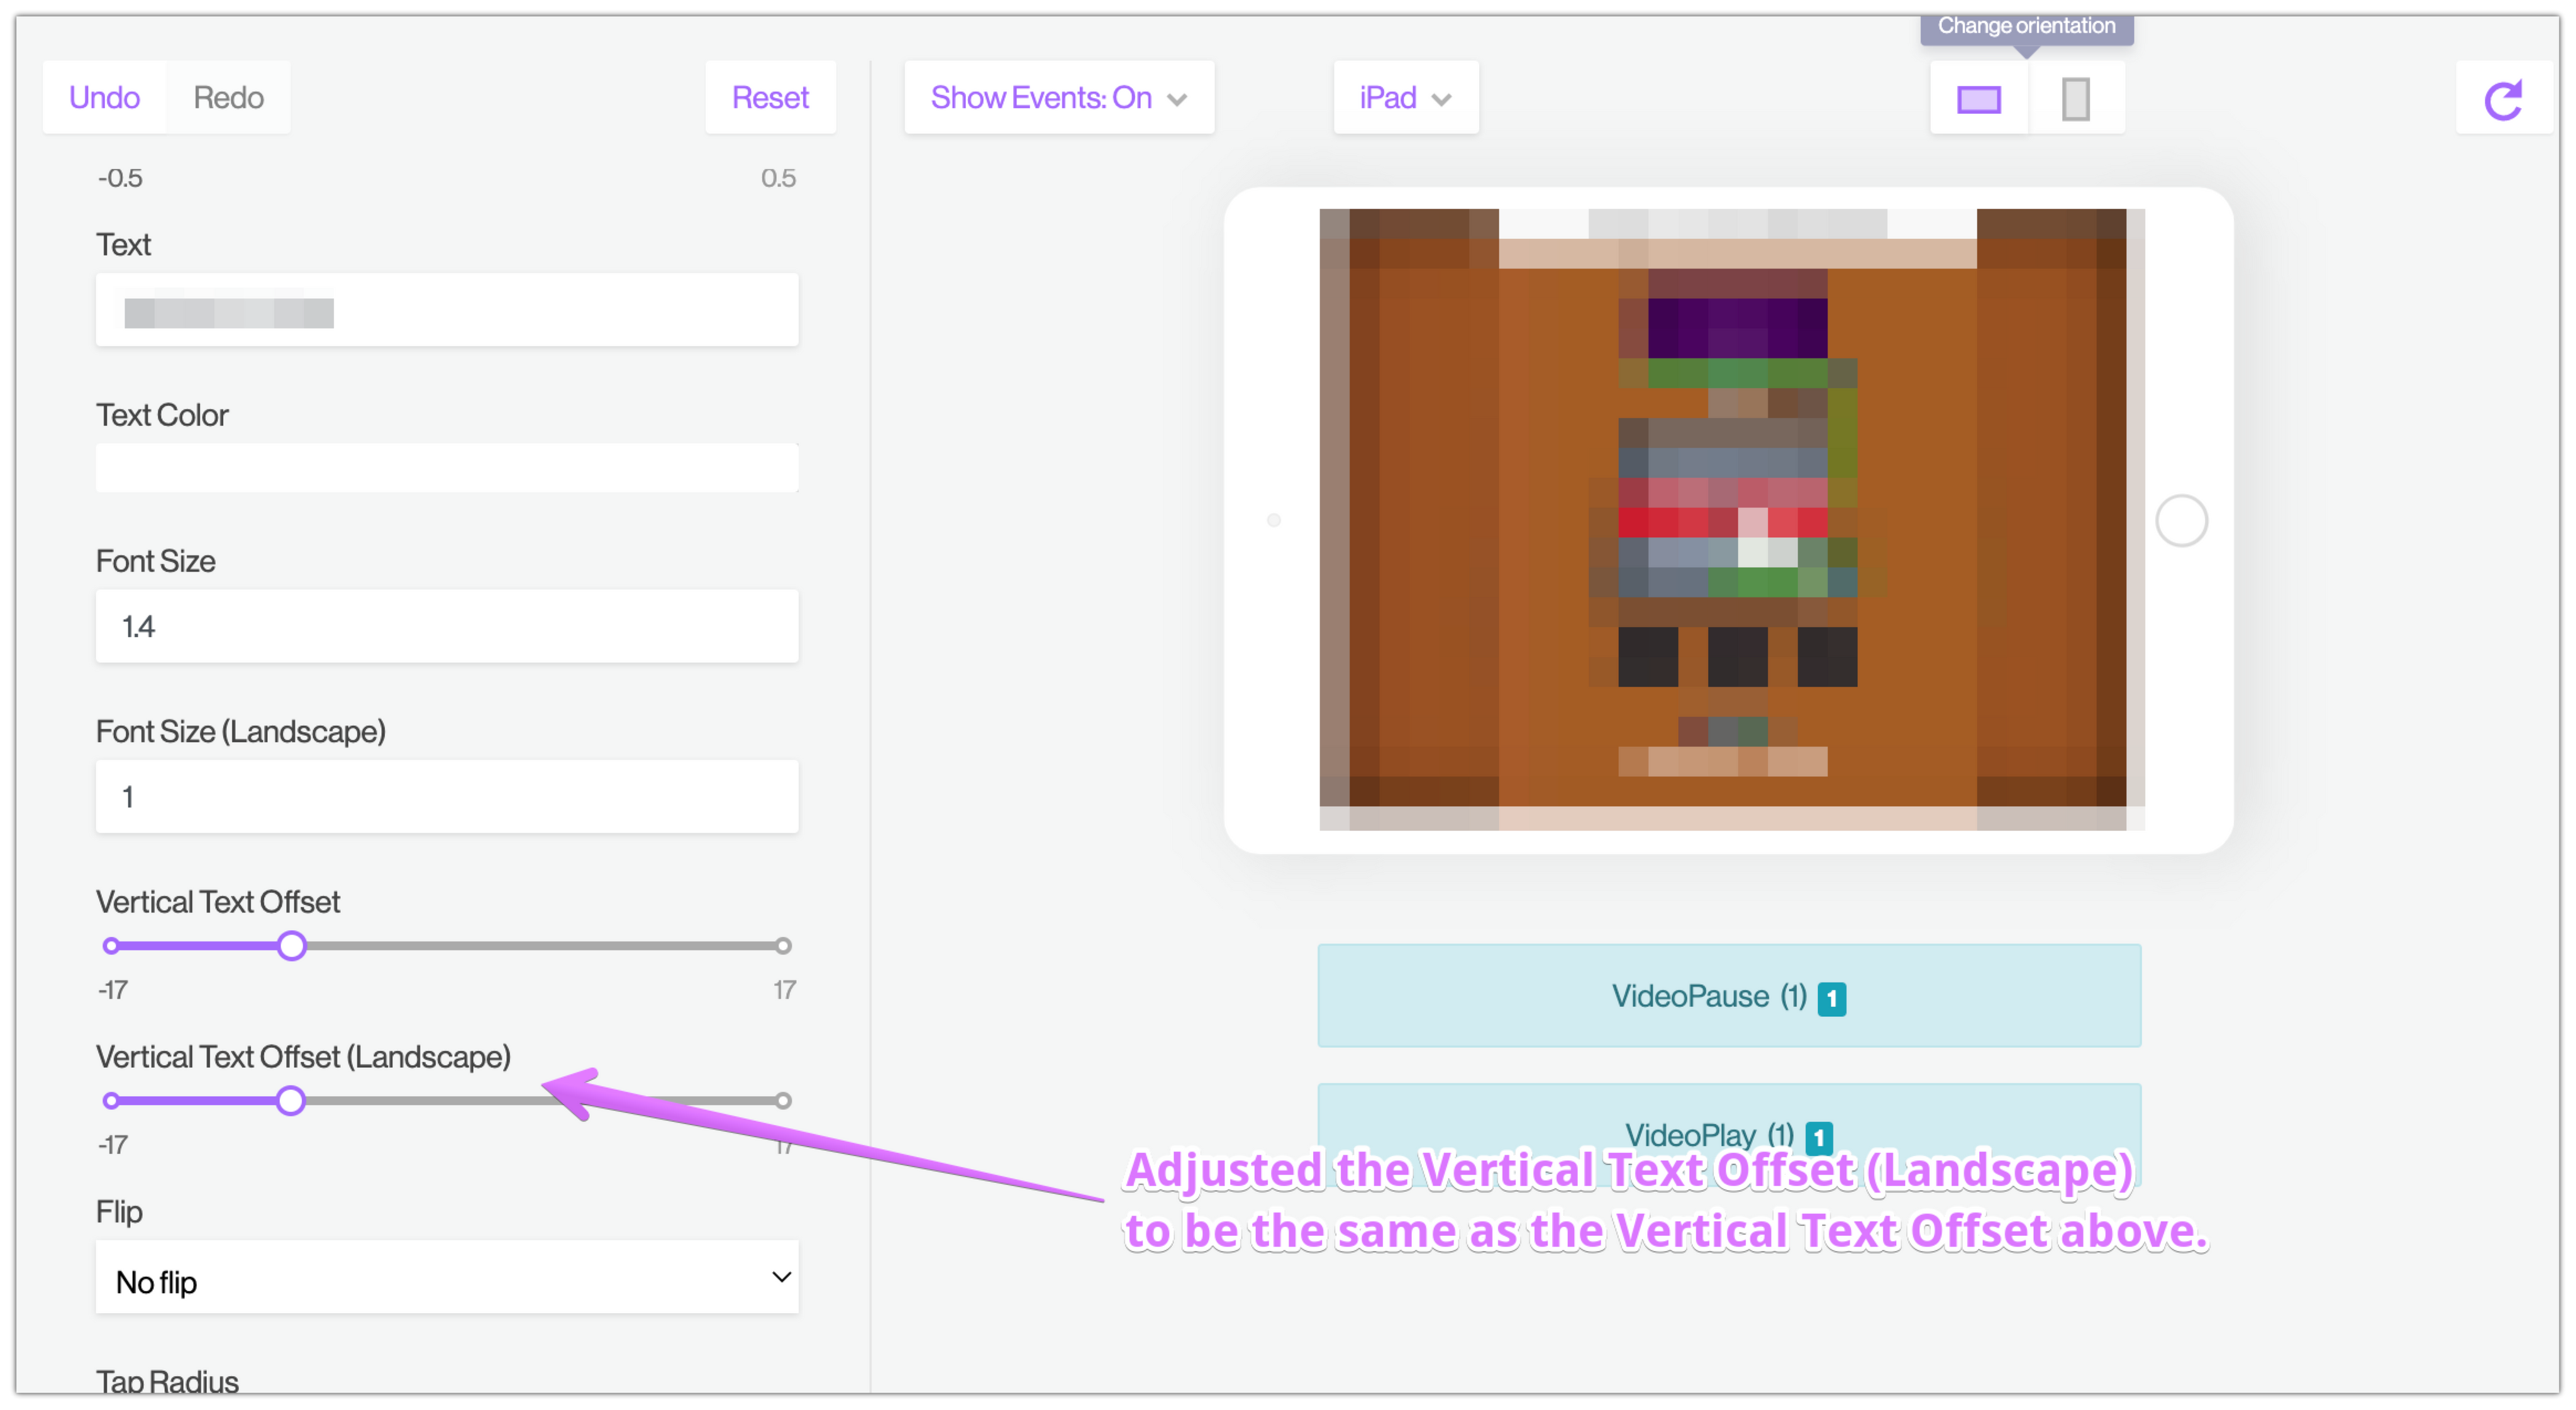 Change orientation
Undo Redo Reset Show Events: On iPad
-0.5 0.5
Text
Text Color
Font Size
1.4
Font Size (Landscape)
1
Vertical Text Offset
-17 17
Vertical Text Offset (Landscape)
-17 17
Flip
No flip
Tap Radius
VideoPause (1) 1
VideoPlay (1) 1
Adjusted the Vertical Text Offset (Landscape)
to be the same as the Vertical Text Offset above.